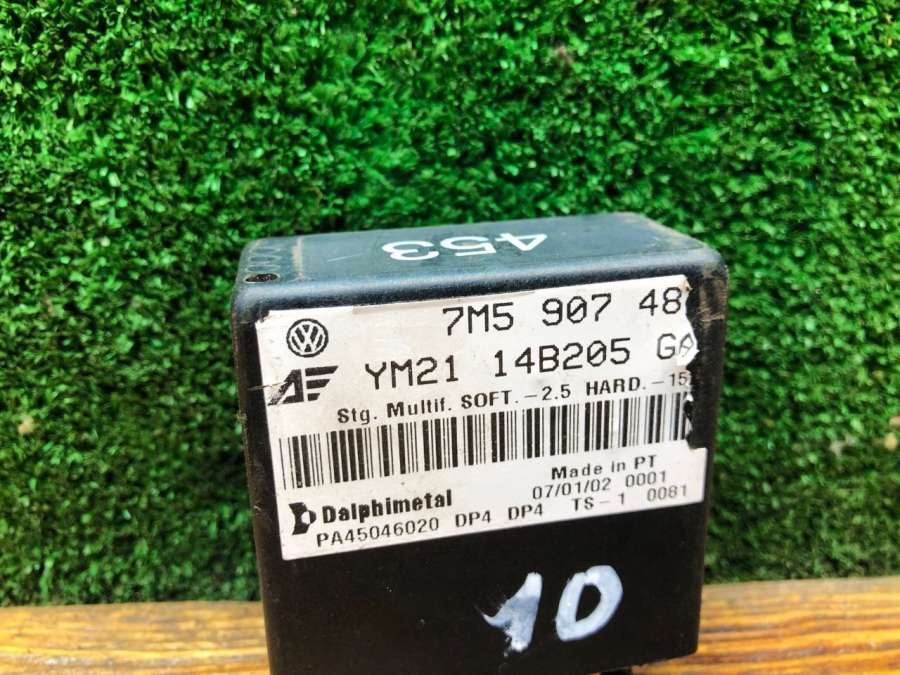 453
7M5 907 48
YM21 14B205 GA
Stg. Multif. SOFT.-2.5 HARD.-15
Made in PT
Dalphimetal 07/01/02 0001
PA45046020 DP4 DP4 TS-1 0081
10